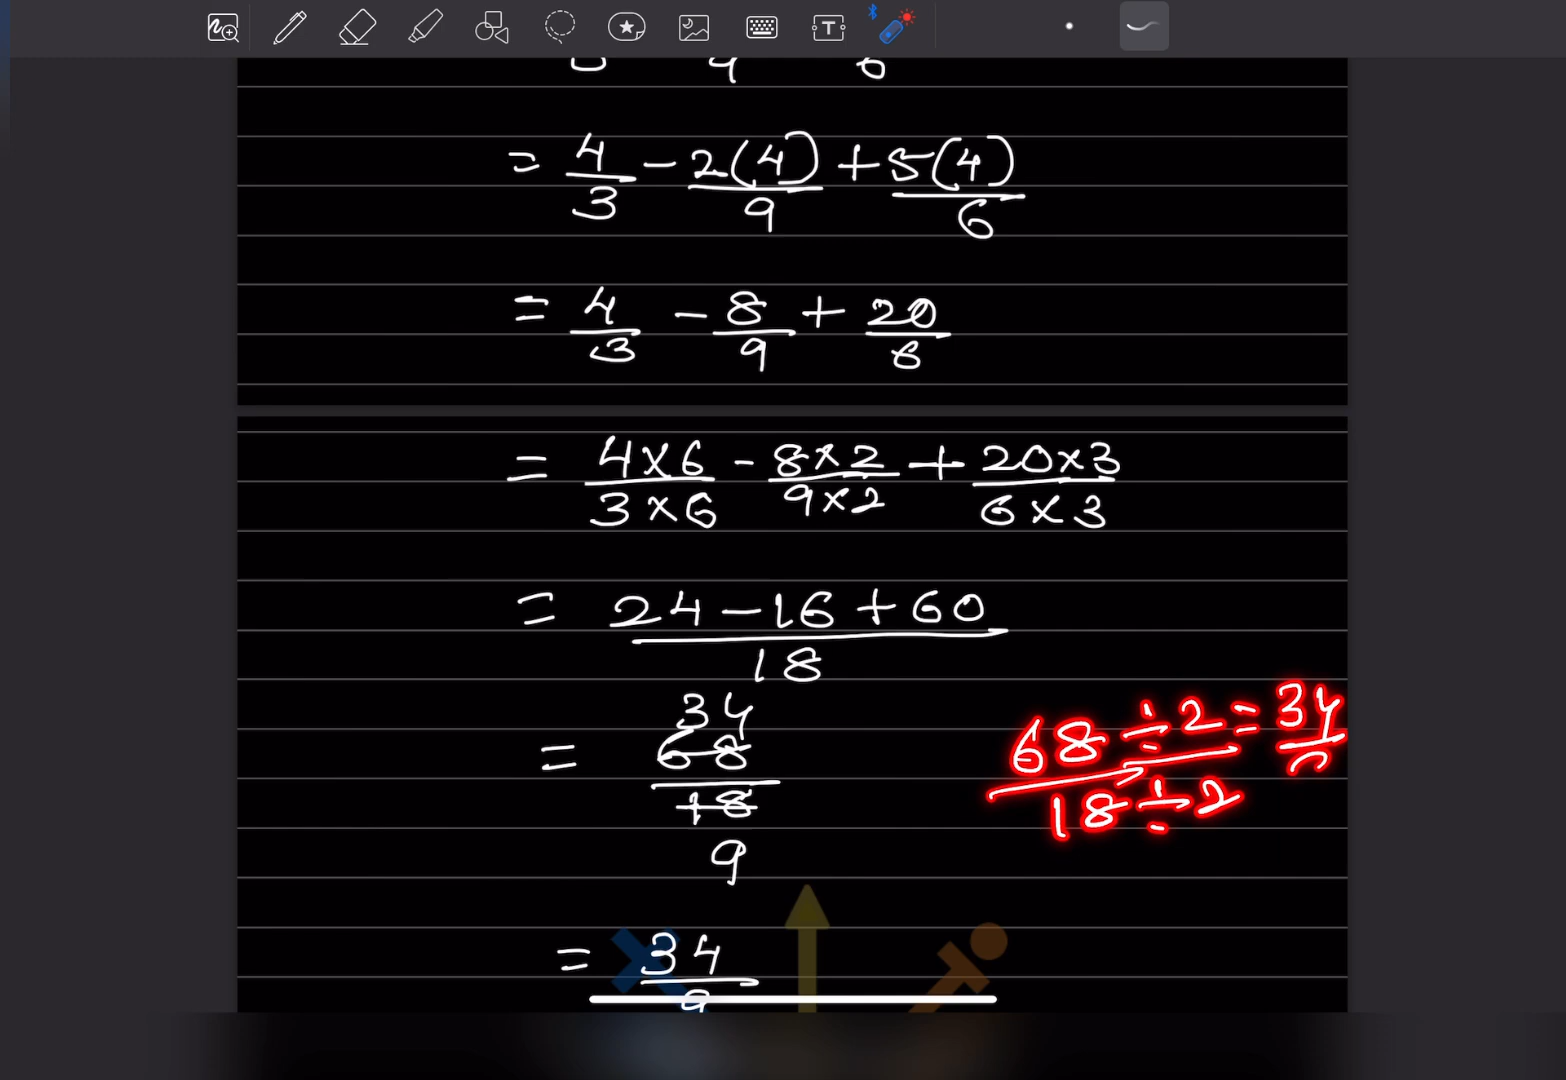 = 4/3 - 2(4)/9 + 5(4)/6
= 4/3 - 8/9 + 20/6
= 4×6/3×6 - 8×2/9×2 + 20×3/6×3
= 24-16+60/18
34
= 68/18
9
68÷2/18÷2 = 34
= 34/9